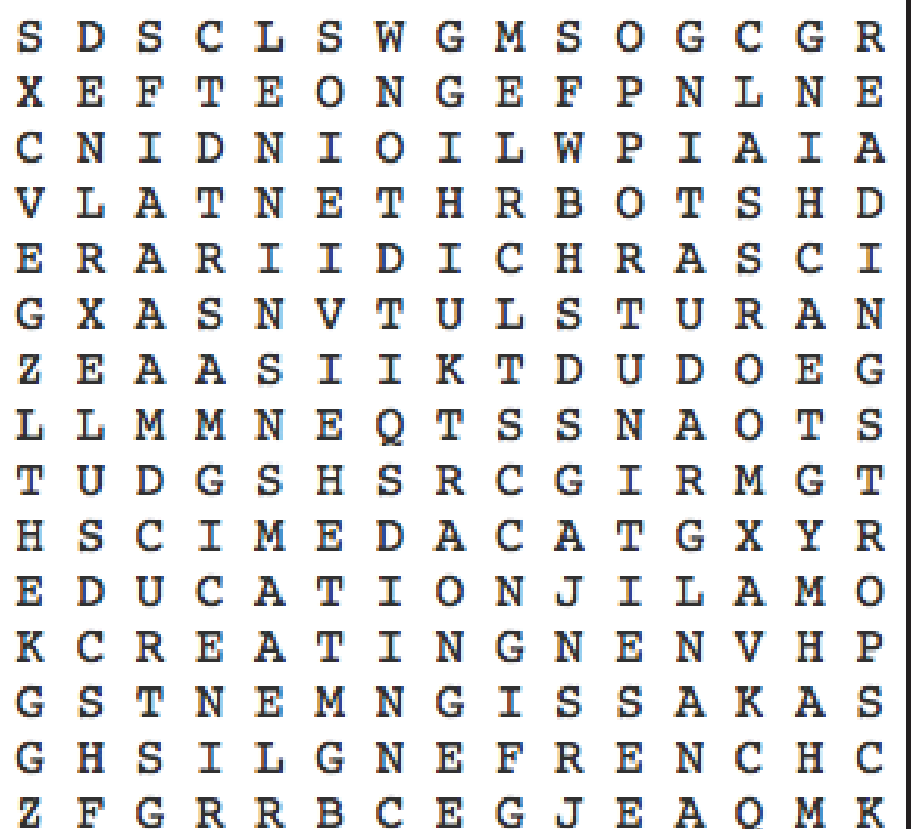 S D S C L S W G M S O G C G R
X E F T E O N G E F P N L N E
C N I D N I O I L W P I A I A
V L A T N E T H R B O T S H D
E R A R I I D I C H R A S C I
G X A S N V T U L S T U R A N
Z E A A S I I K T D U D O E G
L L M M N E Q T S S N A O T S
T U D G S H S R C G I R M G T
H S C I M E D A C A T G X Y R
E D U C A T I O N J I L A M O
K C R E A T I N G N E N V H P
G S T N E M N G I S S A K A S
G H S I L G N E F R E N C H C
Z F G R R B C E G J E A Q M K